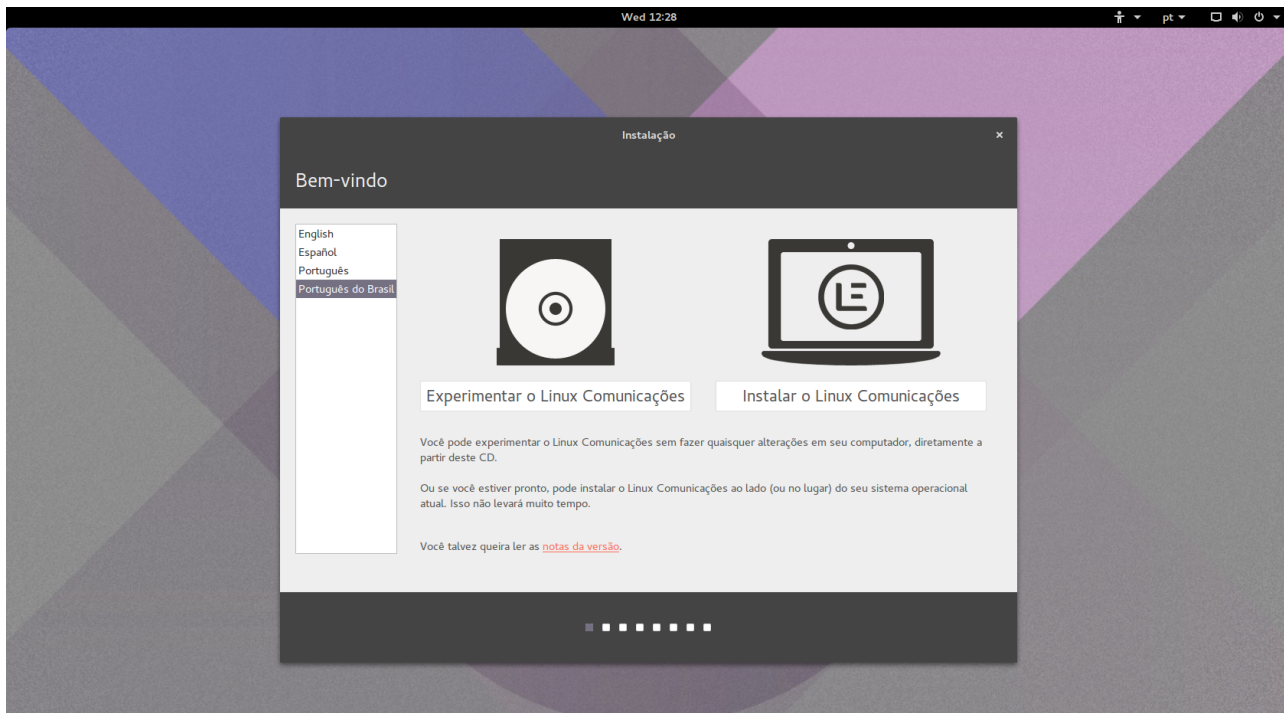 Wed 12:28
pt
Instalação
×
Bem-vindo
English
Español
Português
Português do Brasil
LE
Experimentar o Linux Comunicações
Instalar o Linux Comunicações
Você pode experimentar o Linux Comunicações sem fazer quaisquer alterações em seu computador, diretamente a
partir deste CD.
Ou se você estiver pronto, pode instalar o Linux Comunicações ao lado (ou no lugar) do seu sistema operacional
atual. Isso não levará muito tempo.
Você talvez queira ler as notas da versão.